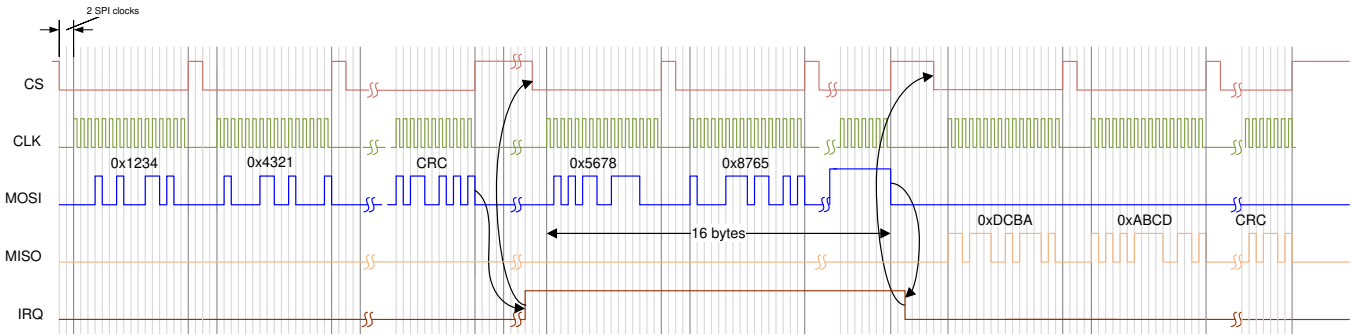 2 SPI clocks
CS
CLK
0x1234 0x4321 CRC 0x5678 0x8765
MOSI
0xDCBA 0xABCD CRC
16 bytes
MISO
IRQ